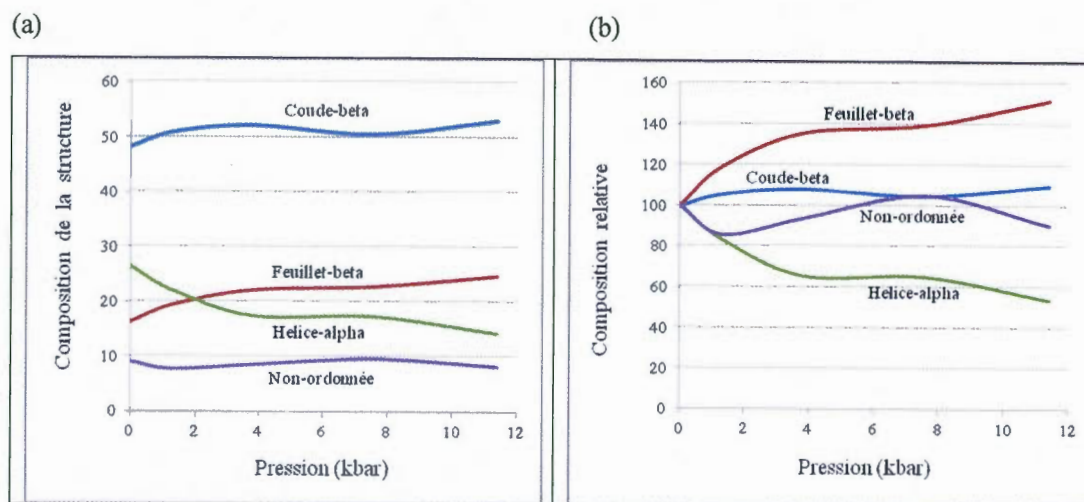 (a)
Composition de la structure
60
50
40
30
20
10
0
Coude-beta
Feuillet-beta
Helice-alpha
Non-ordonnée
0 2 4 6 8 10 12
Pression (kbar)
(b)
Composition relative
160
140
120
100
80
60
40
20
0
Feuillet-beta
Coude-beta
Non-ordonnée
Helice-alpha
0 2 4 6 8 10 12
Pression (kbar)